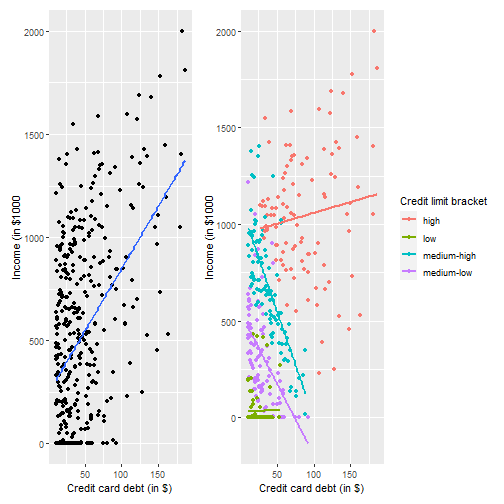 2000
1500
1000
500
0
Income (in $1000
50
100
150
Credit card debt (in $)
2000
1500
1000
500
0
Income (in $1000
50
100
150
Credit card debt (in $)
Credit limit bracket
high
low
medium-high
medium-low